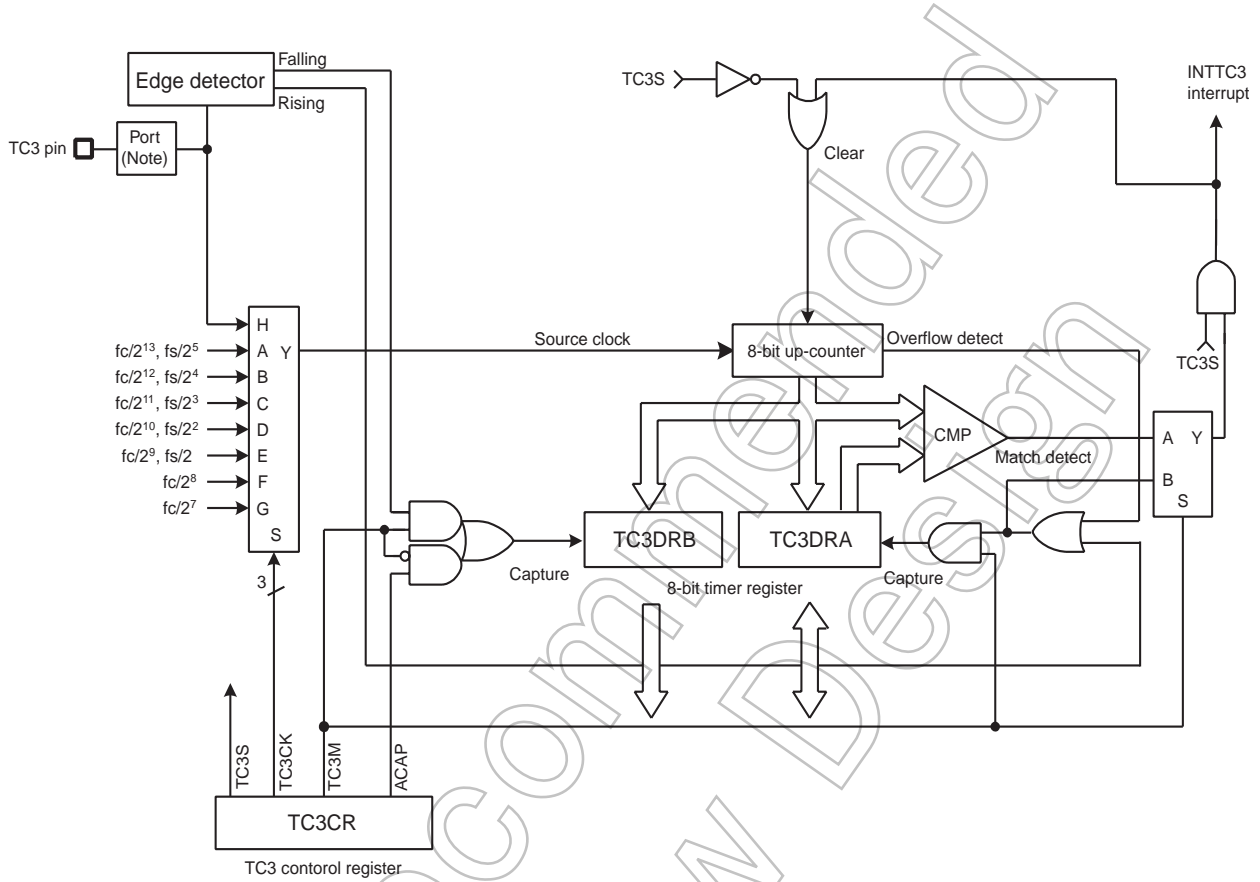 Falling
Edge detector
Rising
TC3S
INTTC3
interrupt
TC3 pin
Port
(Note)
Clear
H
fc/2¹³, fs/2⁵
A Y
fc/2¹², fs/2⁴
B
fc/2¹¹, fs/2³
C
fc/2¹⁰, fs/2²
D
fc/2⁹, fs/2
E
fc/2⁸
F
fc/2⁷
G
S
3
Source clock
8-bit up-counter
Overflow detect
TC3S
CMP
Match detect
A Y
B
S
TC3DRB
TC3DRA
Capture
8-bit timer register
Capture
TC3S
TC3CK
TC3M
ACAP
TC3CR
TC3 contorol register
commended
w Design